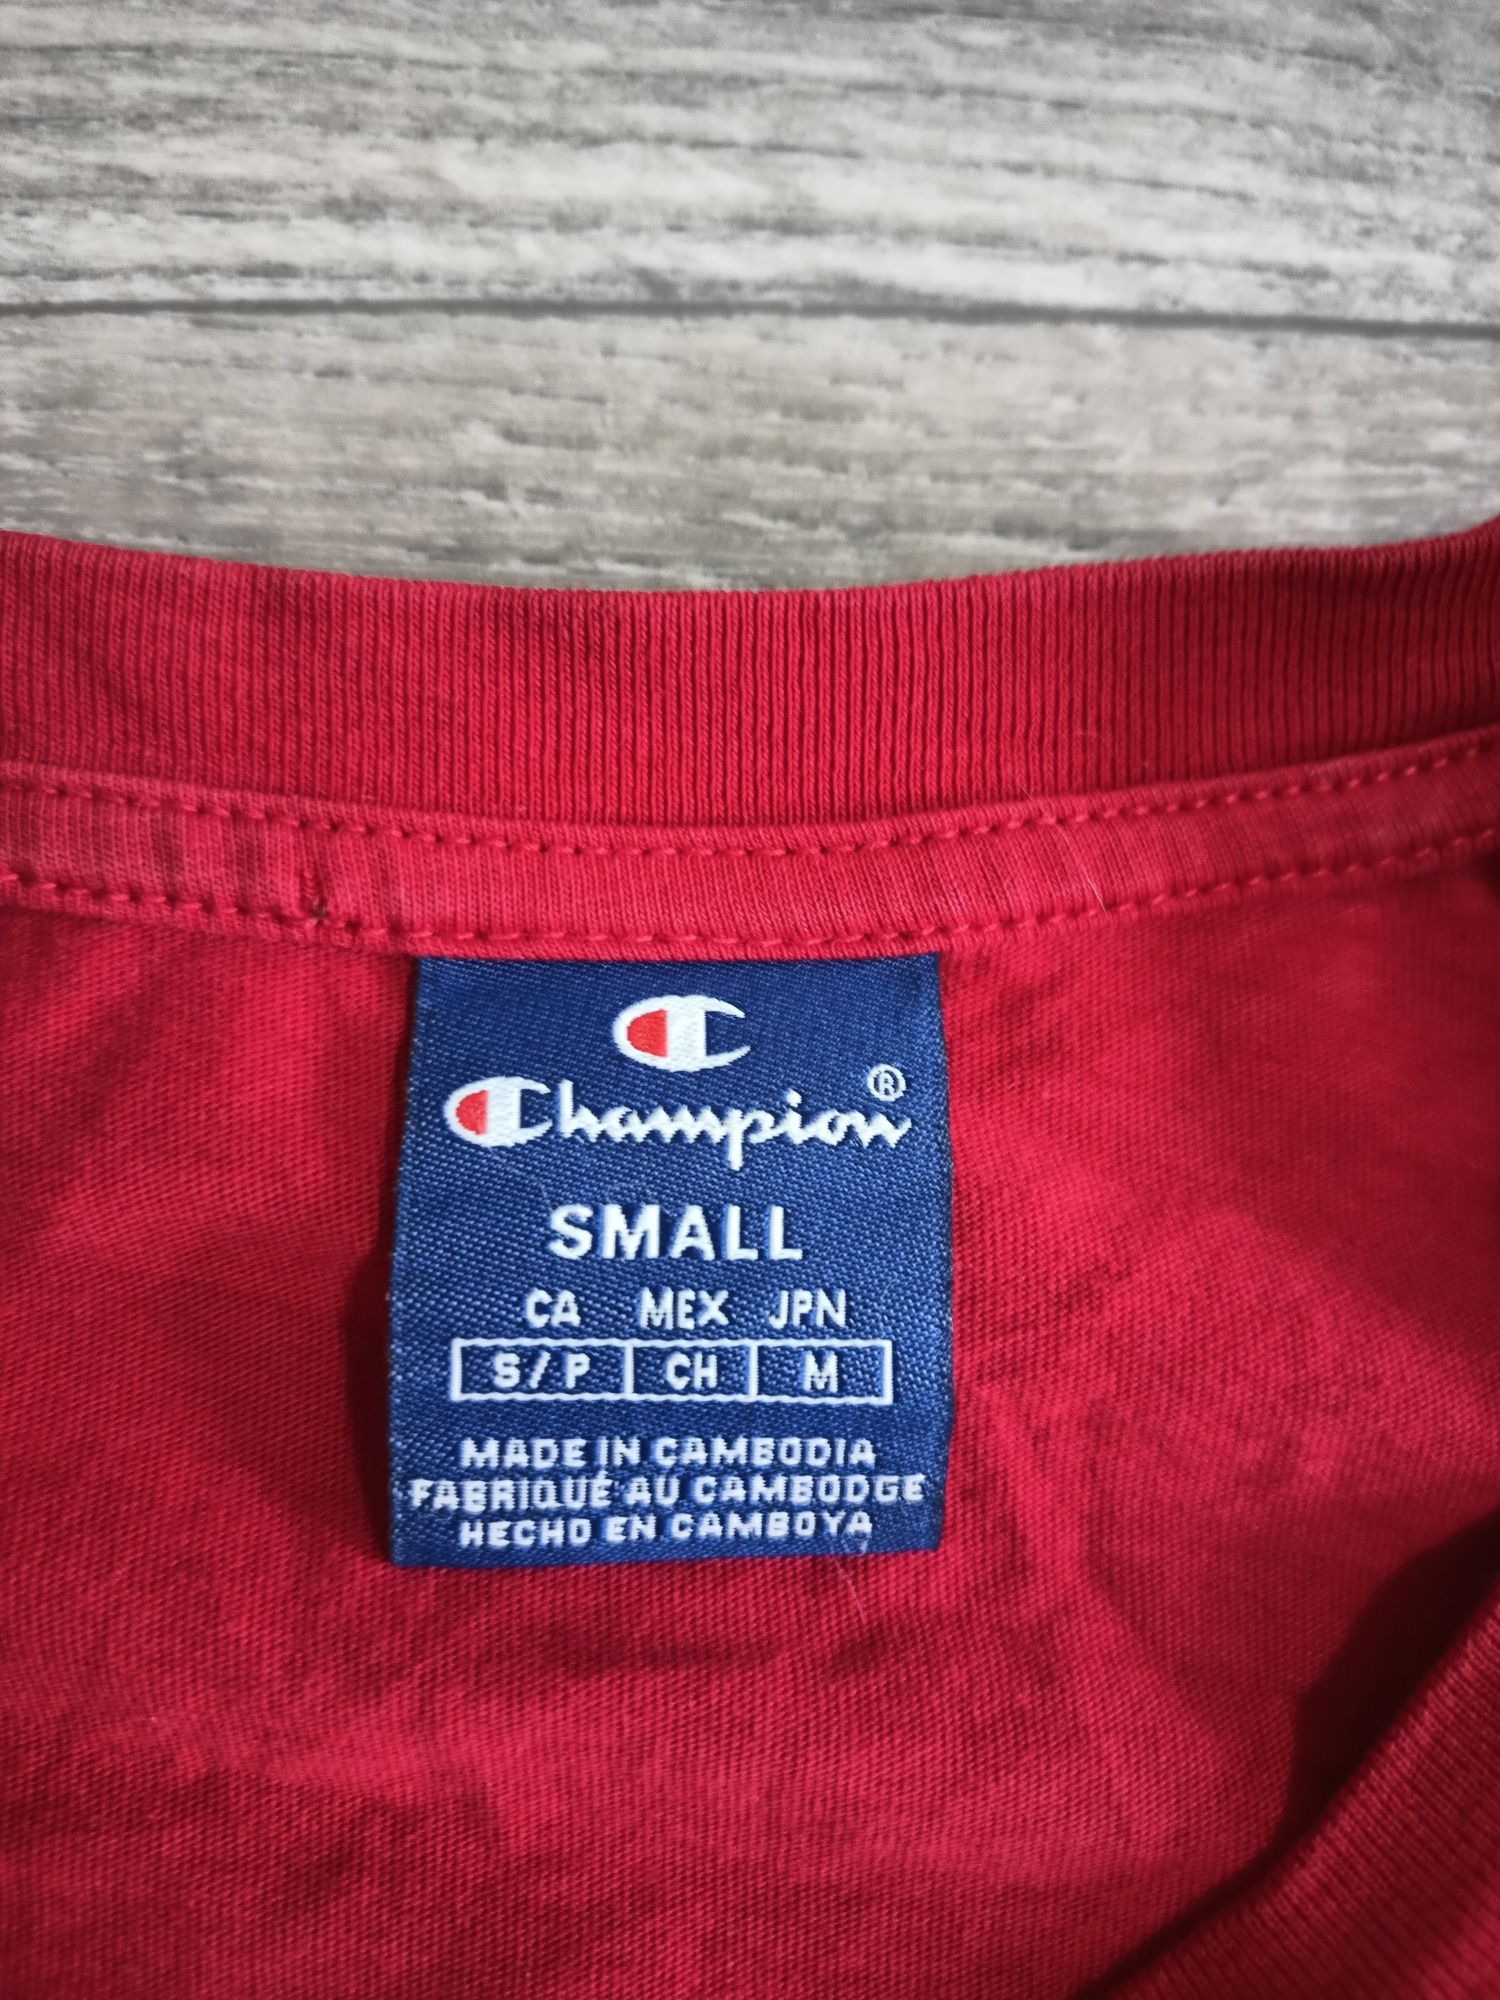 Champion®
SMALL
CA MEX JPN
S/P CH M
MADE IN CAMBODIA
FABRIQUÉ AU CAMBODGE
HECHO EN CAMBOYA